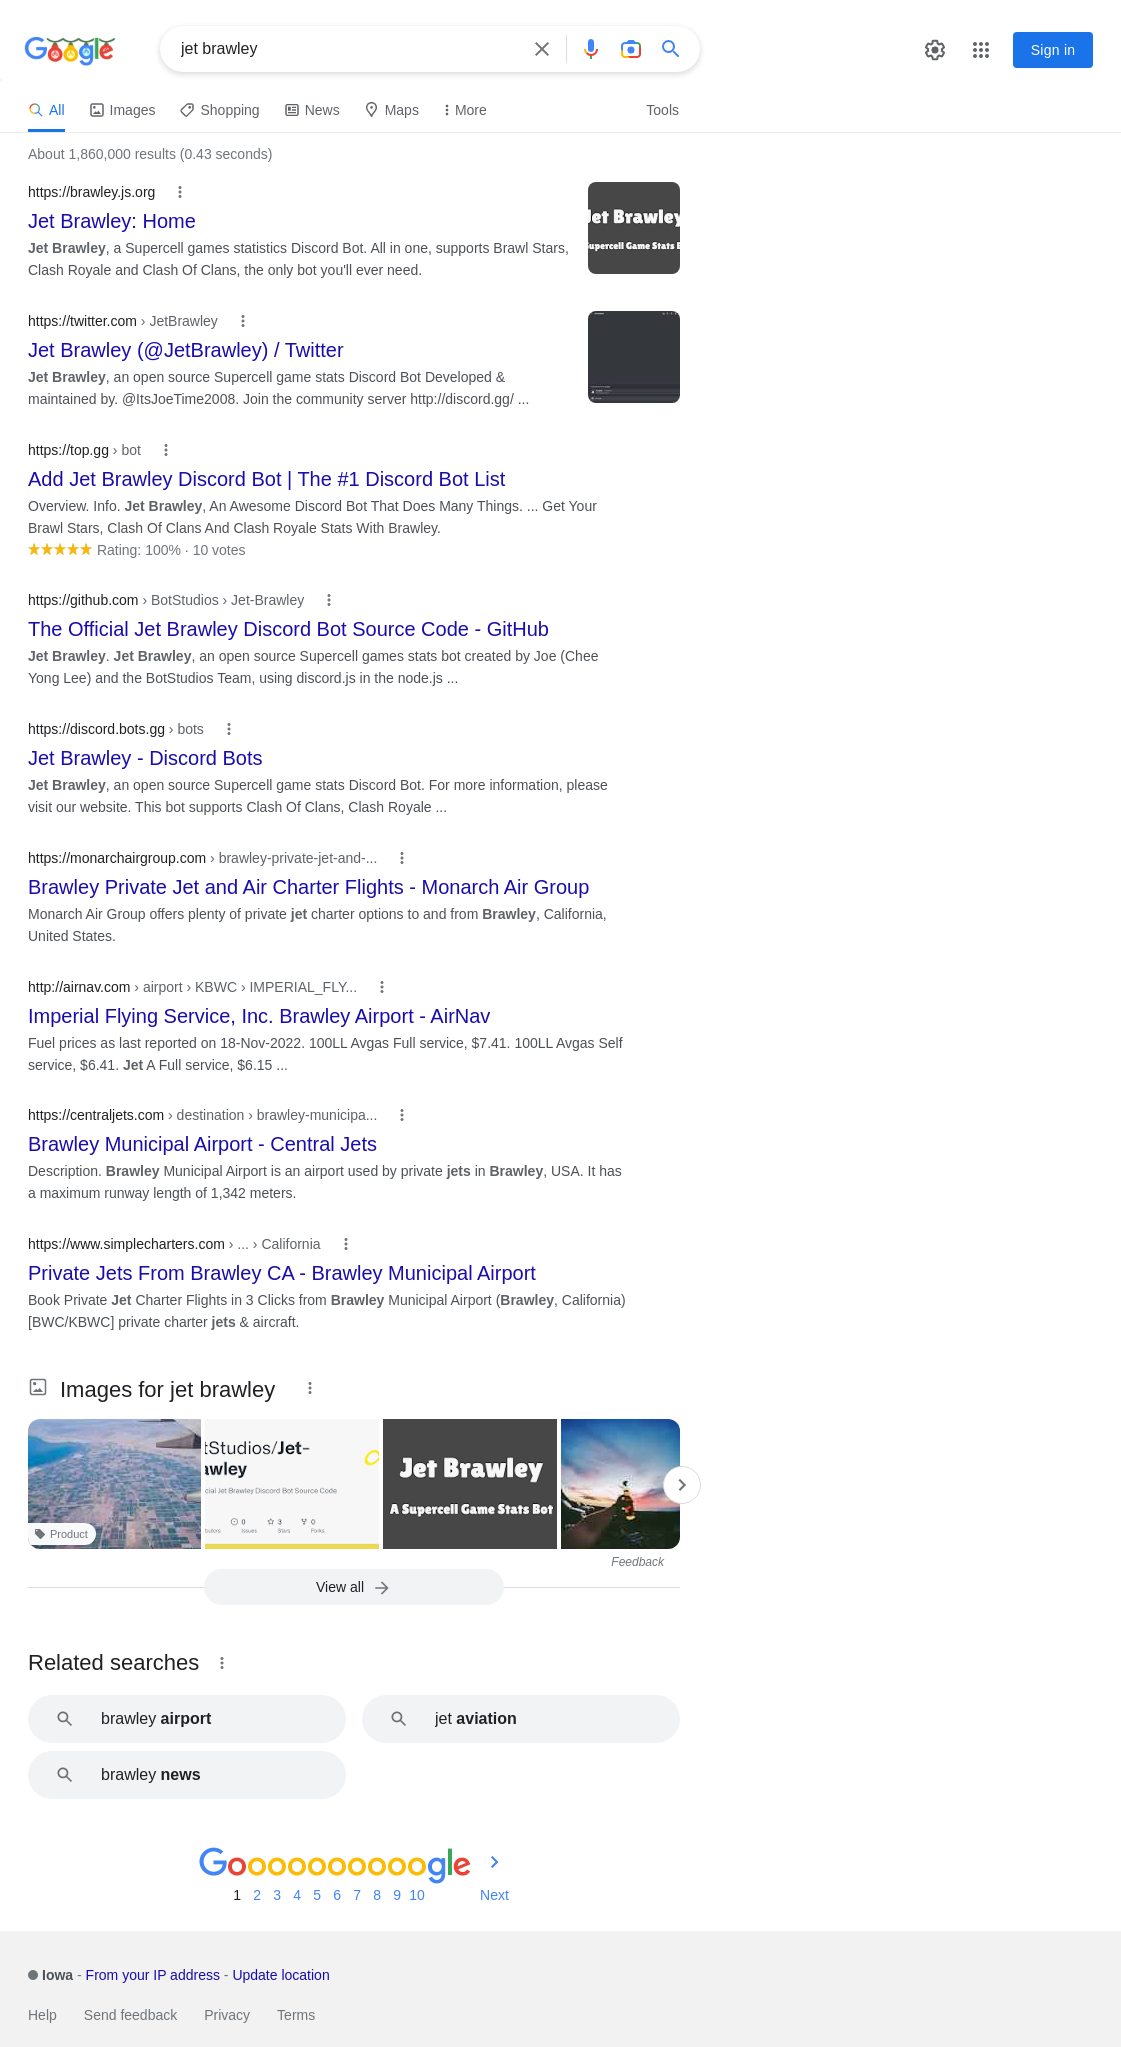 Google
jet brawley
Sign in
All
Images
Shopping
News
Maps
More
Tools
About 1,860,000 results (0.43 seconds)
https://brawley.js.org
Jet Brawley: Home
Jet Brawley, a Supercell games statistics Discord Bot. All in one, supports Brawl Stars,
Clash Royale and Clash Of Clans, the only bot you'll ever need.
Jet Brawley
Supercell Game Stats B
https://twitter.com › JetBrawley
Jet Brawley (@JetBrawley) / Twitter
Jet Brawley, an open source Supercell game stats Discord Bot Developed &
maintained by. @ItsJoeTime2008. Join the community server http://discord.gg/ ...
https://top.gg › bot
Add Jet Brawley Discord Bot | The #1 Discord Bot List
Overview. Info. Jet Brawley, An Awesome Discord Bot That Does Many Things. ... Get Your
Brawl Stars, Clash Of Clans And Clash Royale Stats With Brawley.
Rating: 100% · 10 votes
https://github.com › BotStudios › Jet-Brawley
The Official Jet Brawley Discord Bot Source Code - GitHub
Jet Brawley. Jet Brawley, an open source Supercell games stats bot created by Joe (Chee
Yong Lee) and the BotStudios Team, using discord.js in the node.js ...
https://discord.bots.gg › bots
Jet Brawley - Discord Bots
Jet Brawley, an open source Supercell game stats Discord Bot. For more information, please
visit our website. This bot supports Clash Of Clans, Clash Royale ...
https://monarchairgroup.com › brawley-private-jet-and-...
Brawley Private Jet and Air Charter Flights - Monarch Air Group
Monarch Air Group offers plenty of private jet charter options to and from Brawley, California,
United States.
http://airnav.com › airport › KBWC › IMPERIAL_FLY...
Imperial Flying Service, Inc. Brawley Airport - AirNav
Fuel prices as last reported on 18-Nov-2022. 100LL Avgas Full service, $7.41. 100LL Avgas Self
service, $6.41. Jet A Full service, $6.15 ...
https://centraljets.com › destination › brawley-municipa...
Brawley Municipal Airport - Central Jets
Description. Brawley Municipal Airport is an airport used by private jets in Brawley, USA. It has
a maximum runway length of 1,342 meters.
https://www.simplecharters.com › ... › California
Private Jets From Brawley CA - Brawley Municipal Airport
Book Private Jet Charter Flights in 3 Clicks from Brawley Municipal Airport (Brawley, California)
[BWC/KBWC] private charter jets & aircraft.
Images for jet brawley
Product
tStudios/Jet-
awley
cial Jet Brawley Discord Bot Source Code
0
3
0
Issues
Stars
Forks
Jet Brawley
A Supercell Game Stats Bot
Feedback
View all
Related searches
brawley airport
jet aviation
brawley news
Goooooooooogle
1 2 3 4 5 6 7 8 9 10
Next
Iowa - From your IP address - Update location
Help
Send feedback
Privacy
Terms